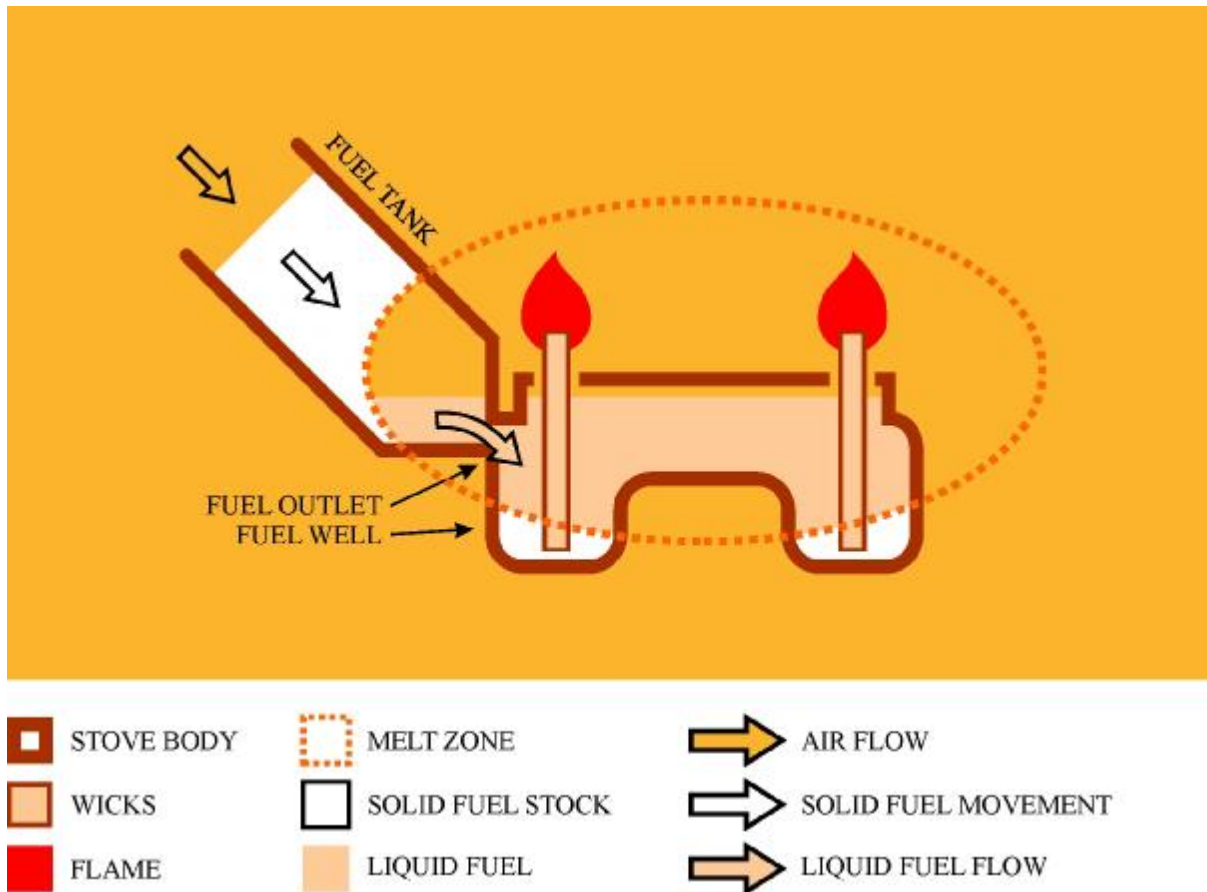 FUEL TANK
FUEL OUTLET
FUEL WELL
STOVE BODY
MELT ZONE
AIR FLOW
WICKS
SOLID FUEL STOCK
SOLID FUEL MOVEMENT
FLAME
LIQUID FUEL
LIQUID FUEL FLOW